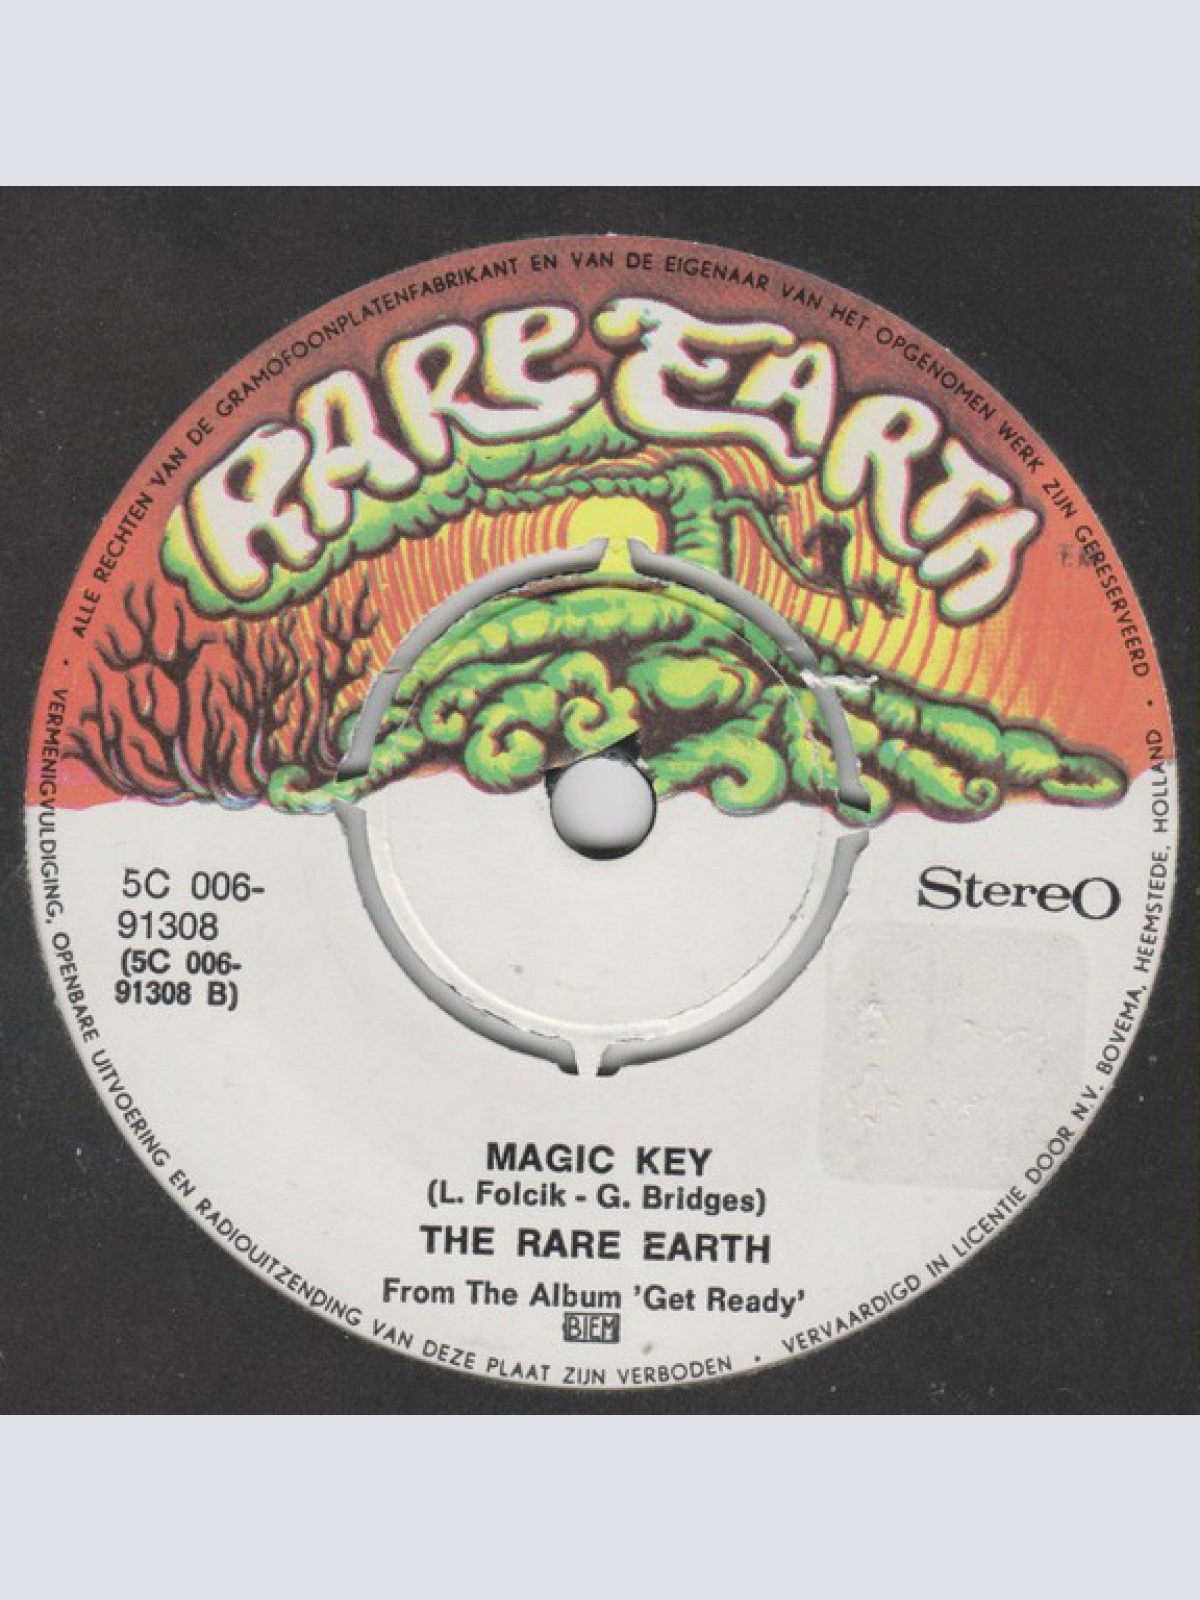 ALLE RECHTEN VAN DE GRAMOFOONPLATENFABRIKANT EN VAN DE EIGENAAR VAN HET OPGENOMEN WERK ZIJN GERESERVEERD •
RARE EARTH
5C 006-
91308
(5C 006-
91308 B)
StereO
MAGIC KEY
(L. Folcik - G. Bridges)
THE RARE EARTH
From The Album 'Get Ready'
BIEM
• VERMENIGVULDIGING, OPENBARE UITVOERING EN RADIOUITZENDING VAN DEZE PLAAT ZIJN VERBODEN • VERVAARDIGD IN LICENTIE DOOR N.V. BOVEMA, HEEMSTEDE, HOLLAND